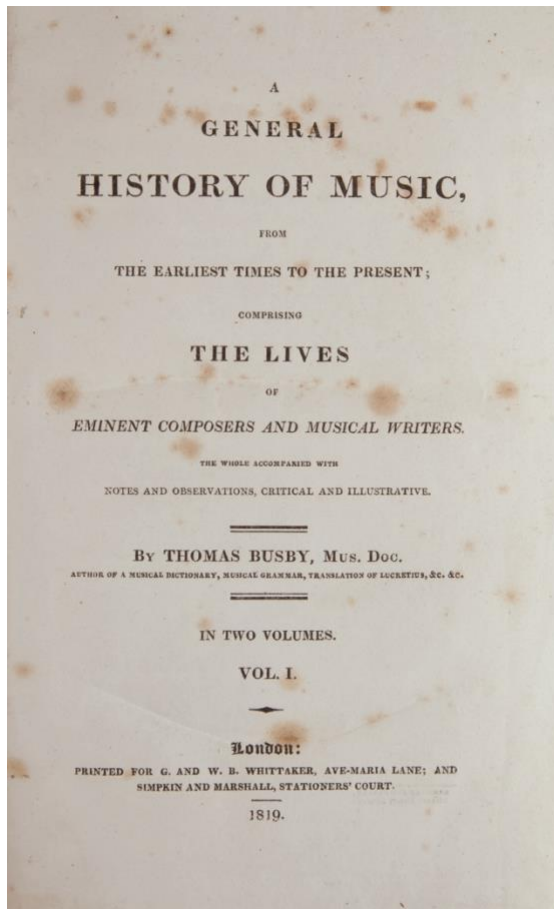 A
GENERAL
HISTORY OF MUSIC,
FROM
THE EARLIEST TIMES TO THE PRESENT;
COMPRISING
THE LIVES
OF
EMINENT COMPOSERS AND MUSICAL WRITERS.
THE WHOLE ACCOMPANIED WITH
NOTES AND OBSERVATIONS, CRITICAL AND ILLUSTRATIVE.
BY THOMAS BUSBY, MUS. DOC.
AUTHOR OF A MUSICAL DICTIONARY, MUSICAL GRAMMAR, TRANSLATION OF LUCRETIUS, &C. &C.
IN TWO VOLUMES.
VOL. I.
London:
PRINTED FOR G. AND W. B. WHITTAKER, AVE-MARIA LANE; AND
SIMPKIN AND MARSHALL, STATIONERS' COURT.
1819.